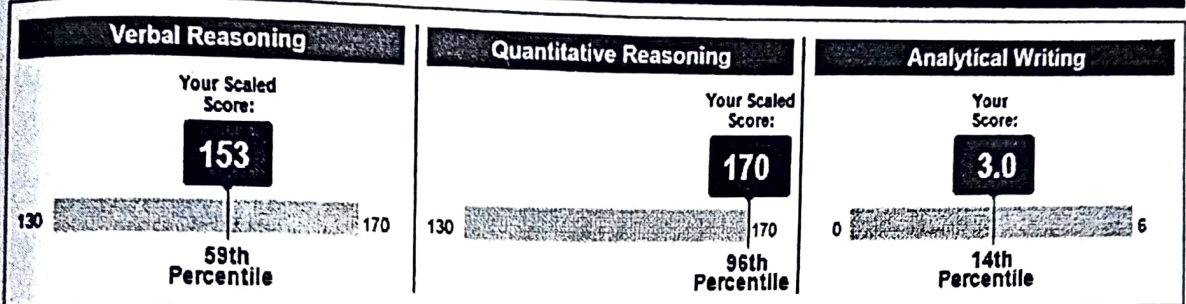 Verbal Reasoning
Your Scaled
Score:
153
130
170
59th
Percentile
Quantitative Reasoning
Your Scaled
Score:
170
130
170
96th
Percentile
Analytical Writing
Your
Score:
3.0
0
6
14th
Percentile